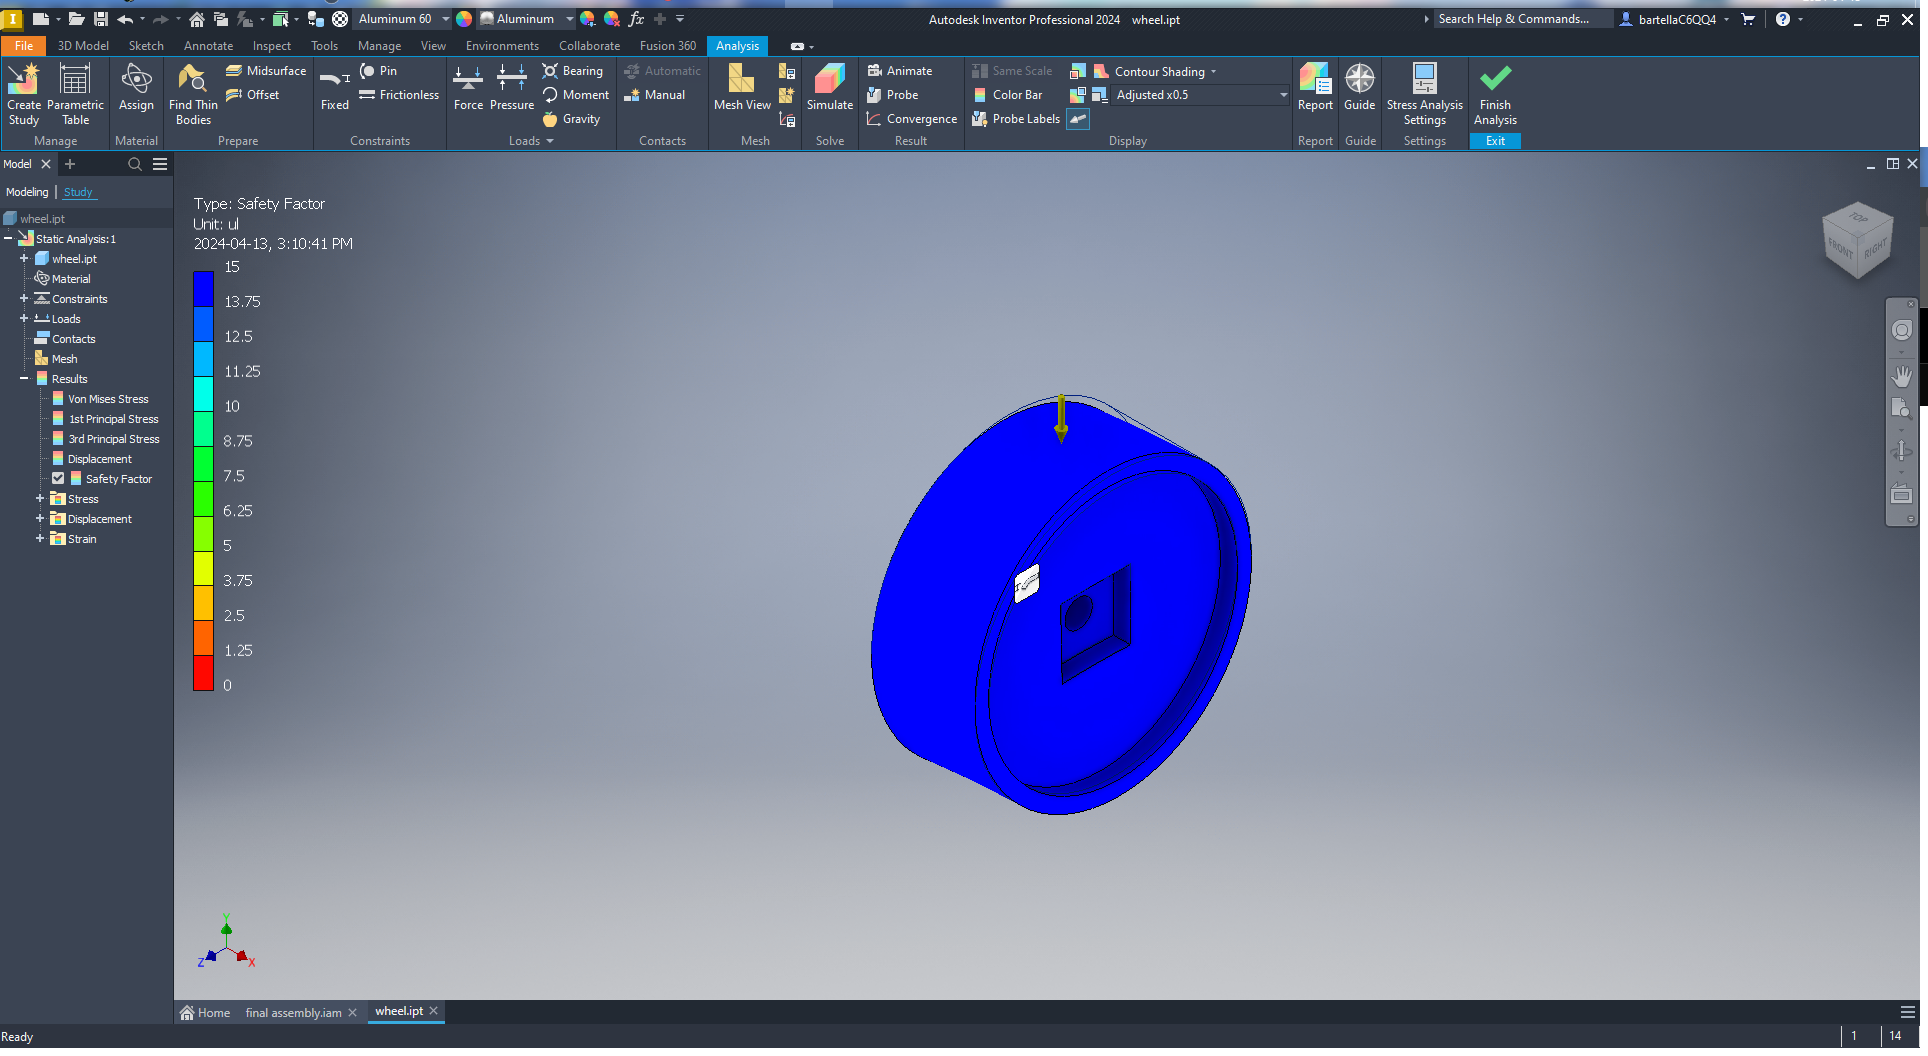 Aluminum 60
Aluminum
fx
Autodesk Inventor Professional 2024 wheel.ipt
Search Help & Commands...
bartellaC6QQ4
File 3D Model Sketch Annotate Inspect Tools Manage View Environments Collaborate Fusion 360 Analysis
Create Study
Parametric Table
Manage
Assign
Material
Find Thin Bodies
Midsurface
Offset
Prepare
Fixed
Pin
Frictionless
Constraints
Force
Pressure
Bearing
Moment
Gravity
Loads
Automatic
Manual
Contacts
Mesh View
Mesh
Simulate
Solve
Animate
Probe
Convergence
Result
Same Scale
Color Bar
Probe Labels
Contour Shading
Adjusted x0.5
Display
Report
Report
Guide
Guide
Stress Analysis Settings
Settings
Finish Analysis
Exit
Model
Modeling | Study
wheel.ipt
Static Analysis:1
wheel.ipt
Material
Constraints
Loads
Contacts
Mesh
Results
Von Mises Stress
1st Principal Stress
3rd Principal Stress
Displacement
Safety Factor
Stress
Displacement
Strain
Type: Safety Factor
Unit: ul
2024-04-13, 3:10:41 PM
15
13.75
12.5
11.25
10
8.75
7.5
6.25
5
3.75
2.5
1.25
0
TOP
FRONT
RIGHT
Y
Z
X
Home
final assembly.iam
wheel.ipt
Ready
1
14